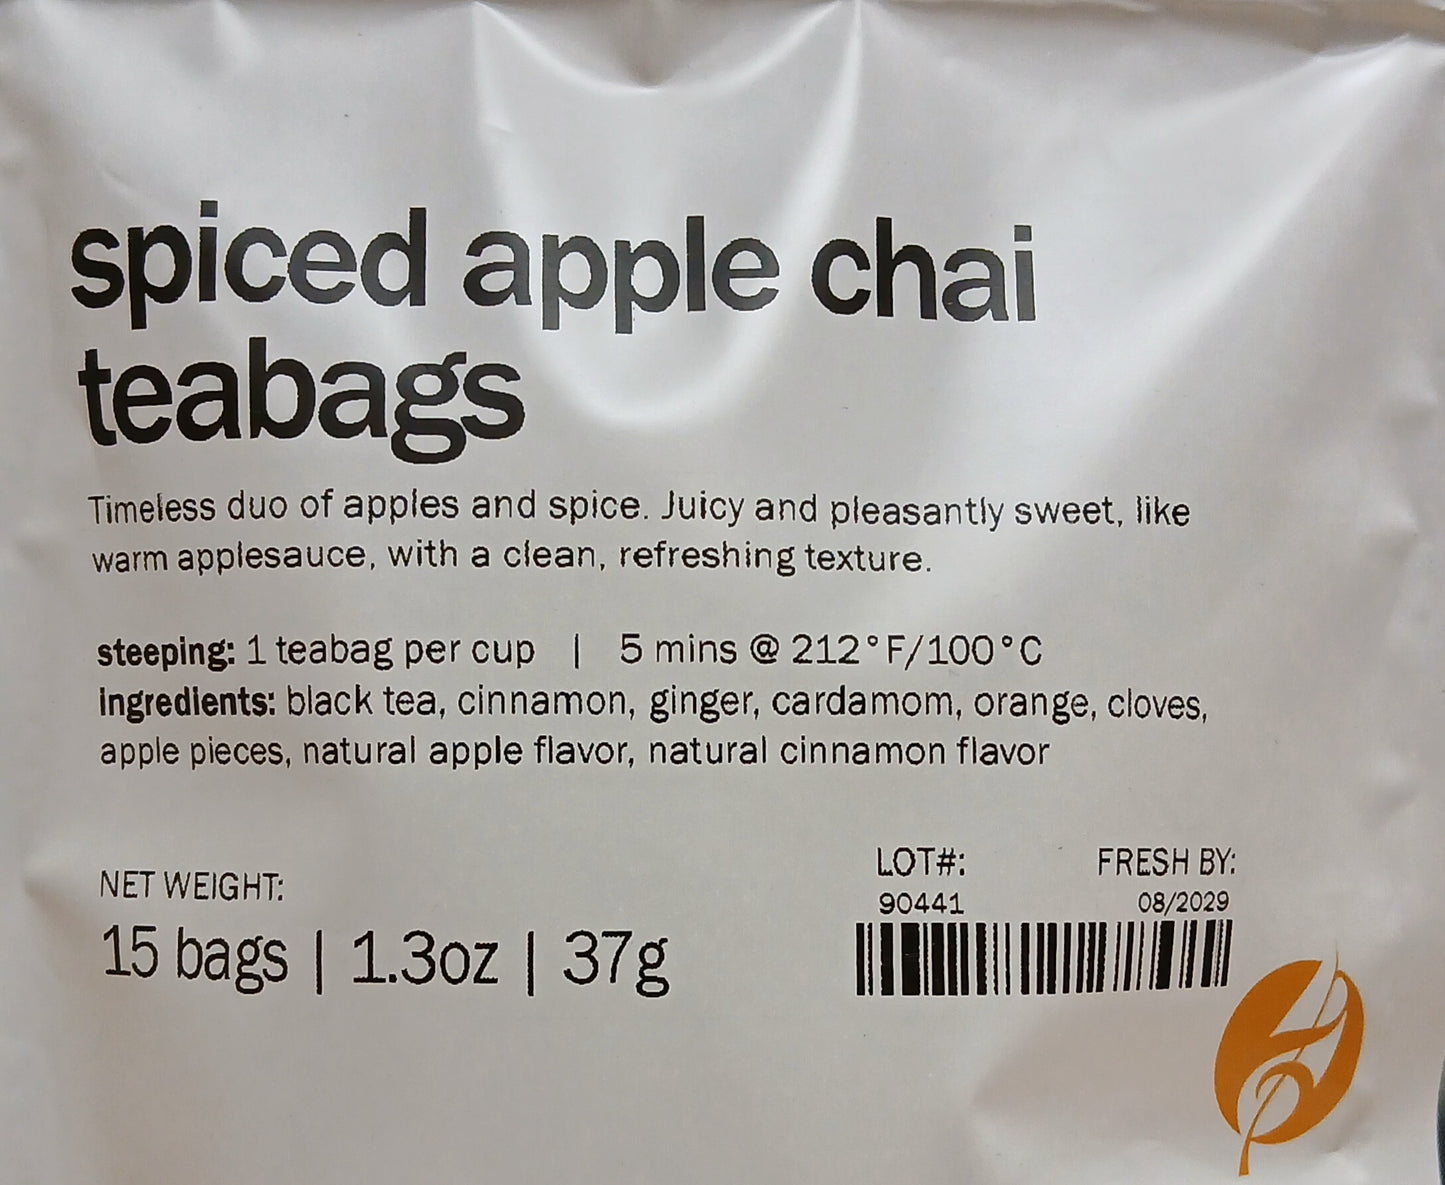 spiced apple chai
teabags
Timeless duo of apples and spice. Juicy and pleasantly sweet, like
warm applesauce, with a clean, refreshing texture.
steeping: 1 teabag per cup | 5 mins @ 212°F/100°C
ingredients: black tea, cinnamon, ginger, cardamom, orange, cloves,
apple pieces, natural apple flavor, natural cinnamon flavor
NET WEIGHT:
15 bags | 1.3oz | 37g
LOT#: FRESH BY:
90441 08/2029